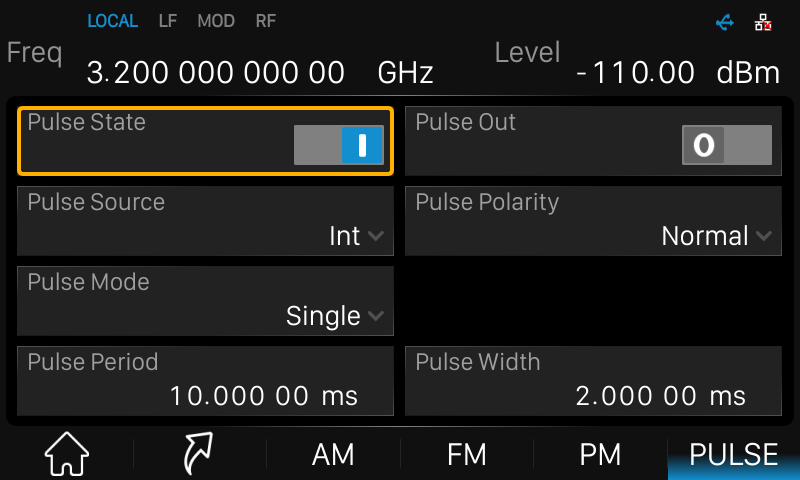 LOCAL LF MOD RF
Freq 3.200 000 000 00 GHz Level -110.00 dBm
Pulse State I Pulse Out O
Pulse Source Int Pulse Polarity Normal
Pulse Mode Single
Pulse Period 10.000 00 ms Pulse Width 2.000 00 ms
AM FM PM PULSE